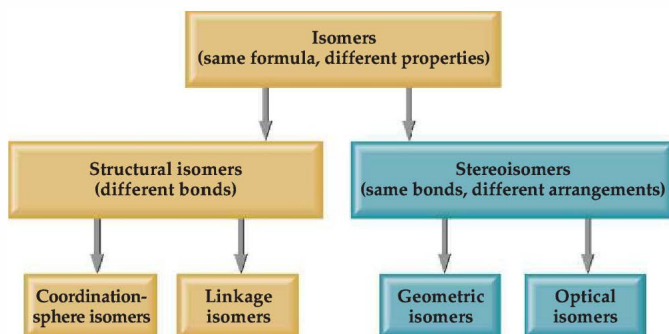 Isomers
(same formula, different properties)
Structural isomers
(different bonds)
Stereoisomers
(same bonds, different arrangements)
Coordination-
sphere isomers
Linkage
isomers
Geometric
isomers
Optical
isomers